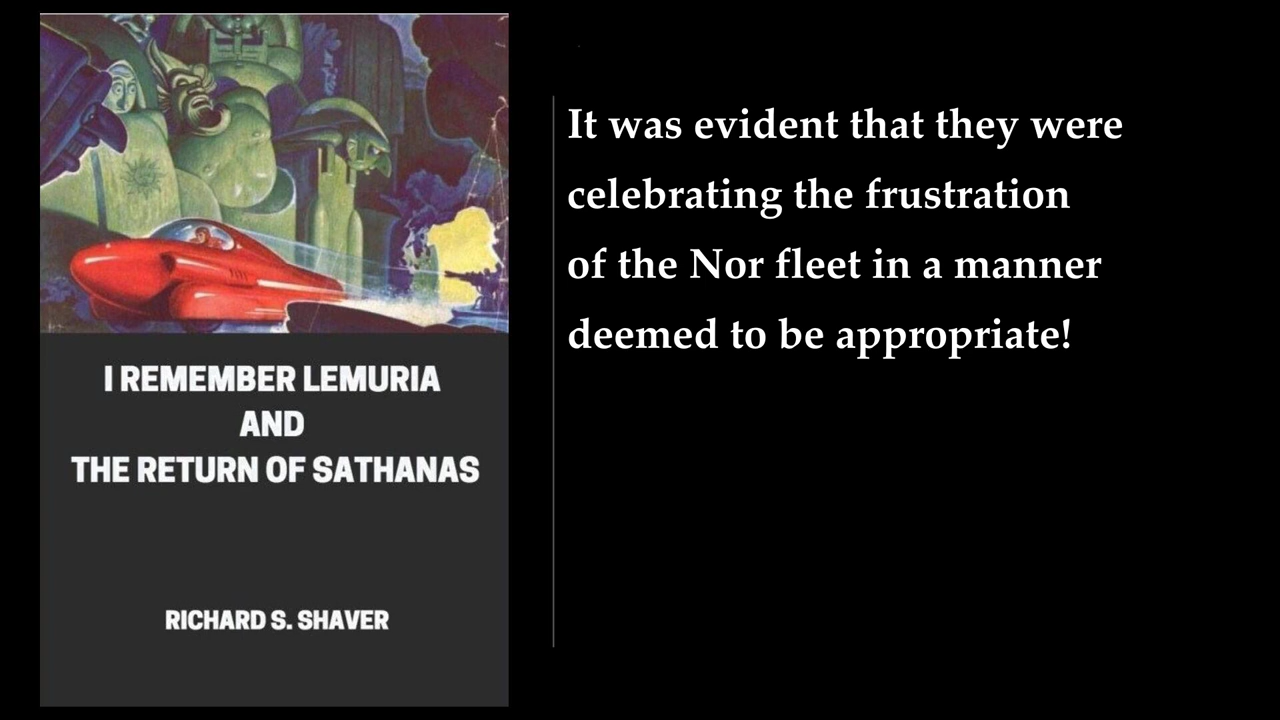 I REMEMBER LEMURIA
AND
THE RETURN OF SATHANAS
RICHARD S. SHAVER
It was evident that they were
celebrating the frustration
of the Nor fleet in a manner
deemed to be appropriate!